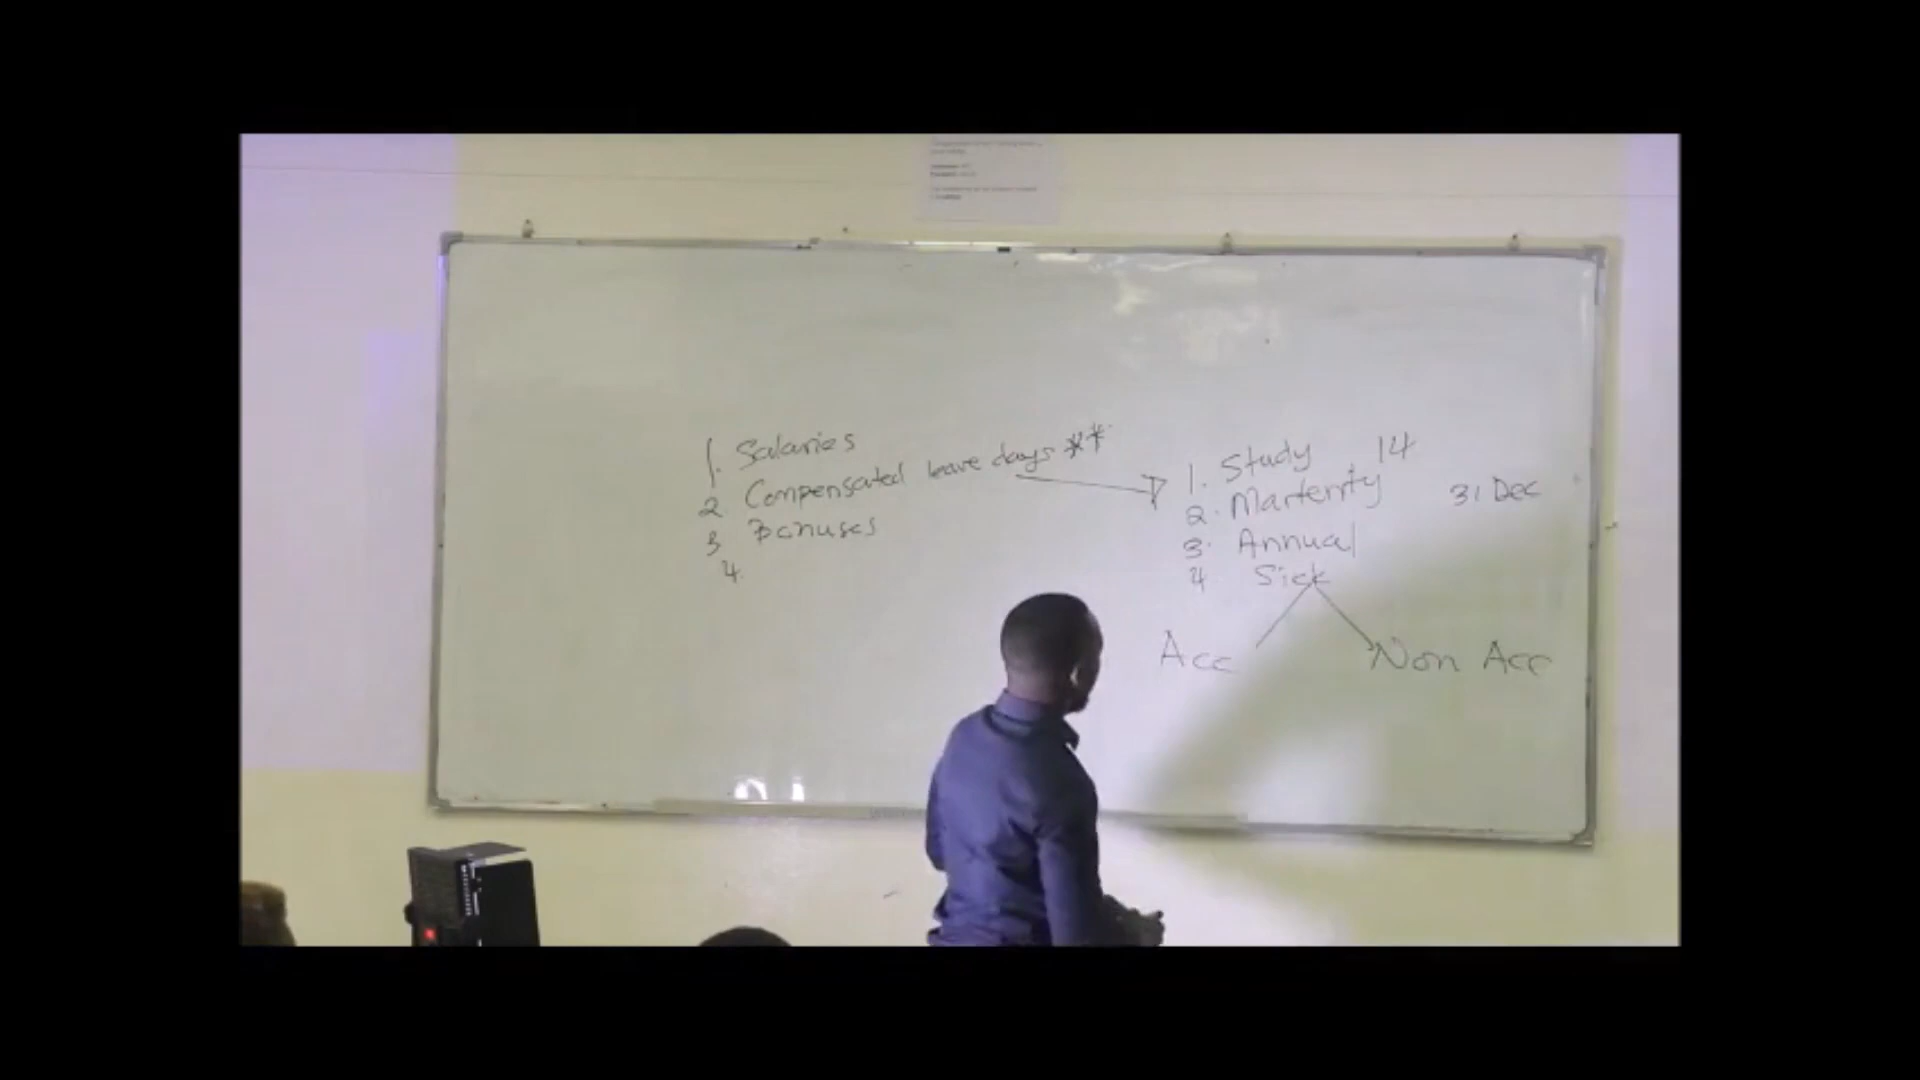 1. Salaries
2 Compensated leave days **
3 Bonuses
4.
1. Study 14
2. Marternity 31 Dec
3. Annual
4 Sick
Acc Non Acc